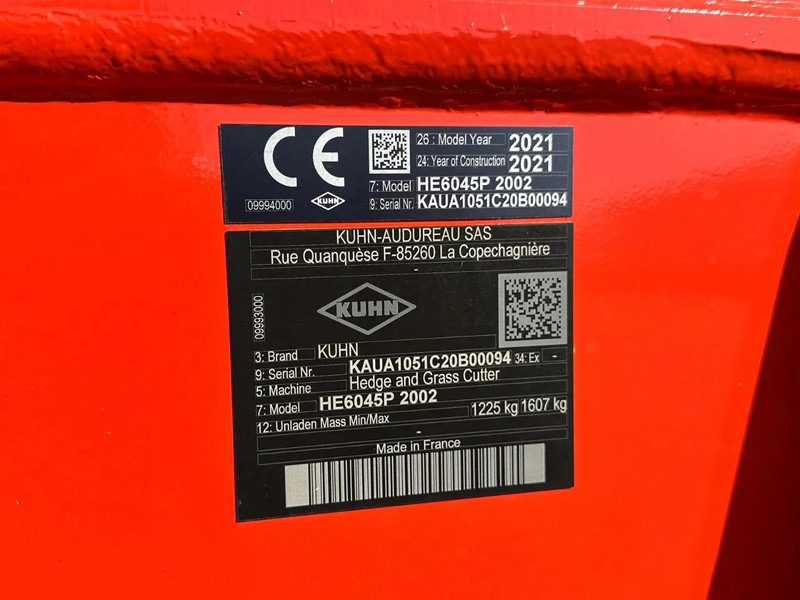 CE
26 : Model Year 2021
24: Year of Construction 2021
7: Model HE6045P 2002
09994000 KUHN 9: Serial Nr. KAUA1051C20B00094
KUHN-AUDUREAU SAS
Rue Quanquèse F-85260 La Copechagnière
-
09993000
KUHN
3: Brand KUHN
9: Serial Nr. KAUA1051C20B00094 34: Ex -
5: Machine Hedge and Grass Cutter
7: Model HE6045P 2002
12: Unladen Mass Min/Max 1225 kg 1607 kg
-
Made in France